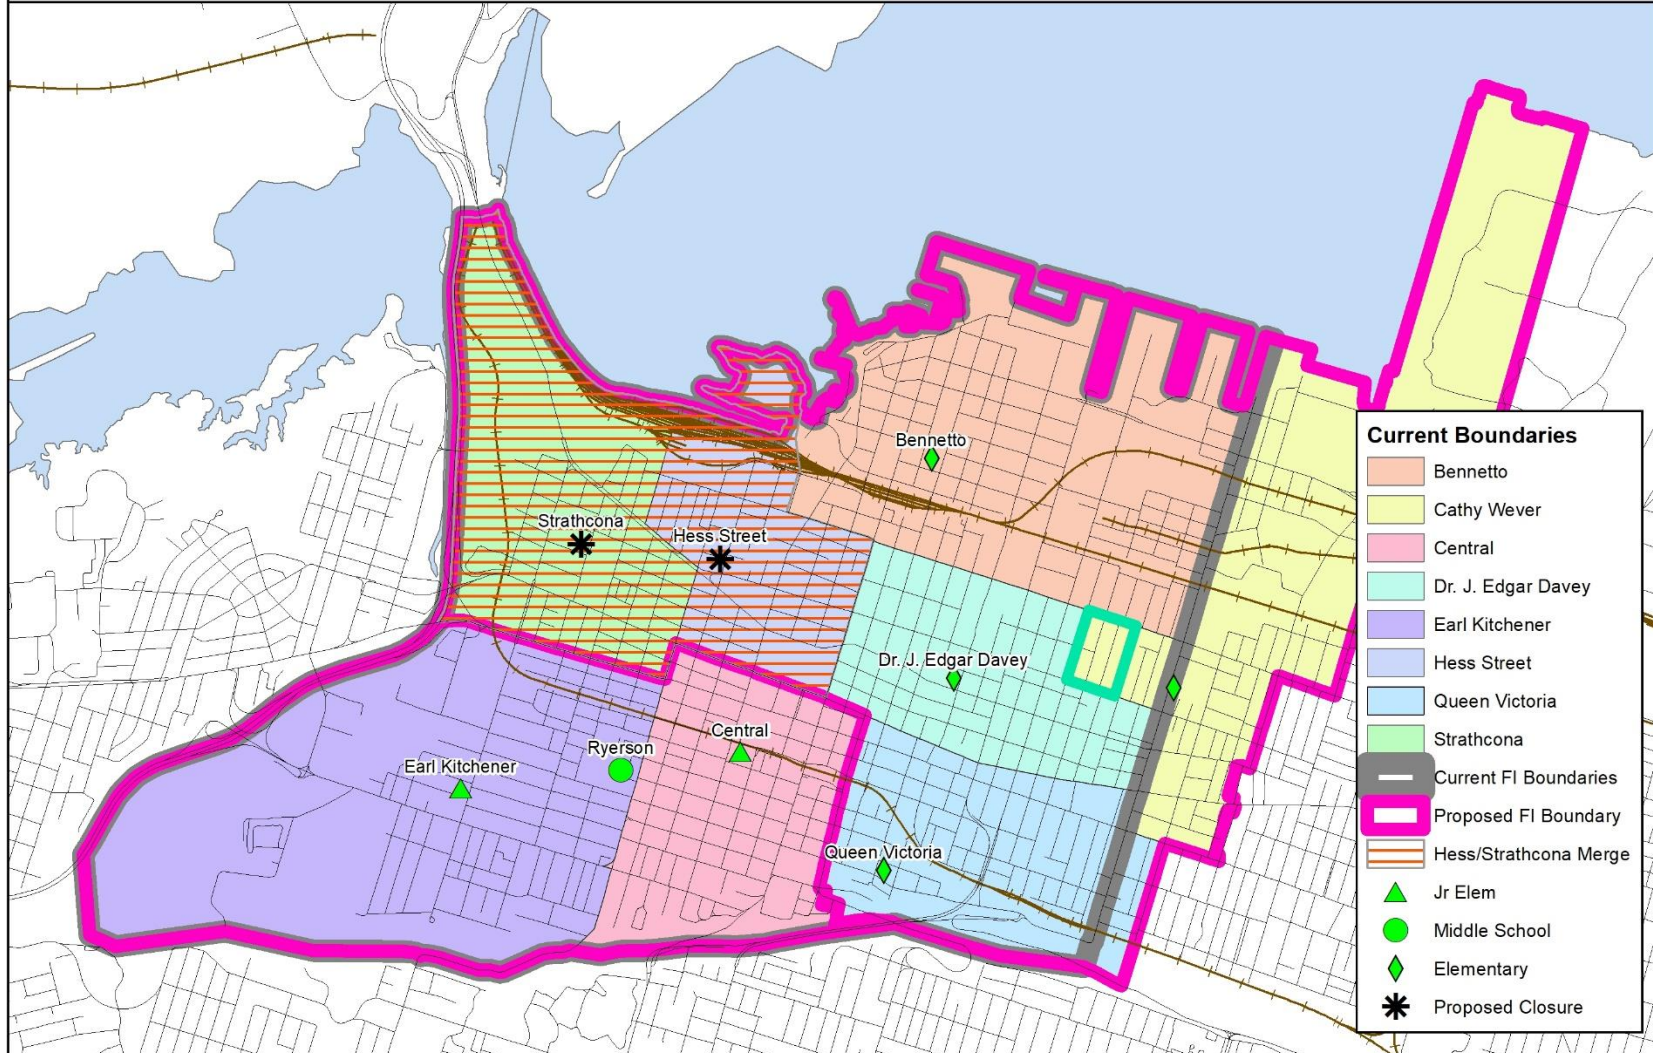 Bennetto
Strathcona
Hess Street
Dr. J. Edgar Davey
Ryerson
Central
Earl Kitchener
Queen Victoria
Current Boundaries
Bennetto
Cathy Wever
Central
Dr. J. Edgar Davey
Earl Kitchener
Hess Street
Queen Victoria
Strathcona
Current FI Boundaries
Proposed FI Boundary
Hess/Strathcona Merge
Jr Elem
Middle School
Elementary
Proposed Closure